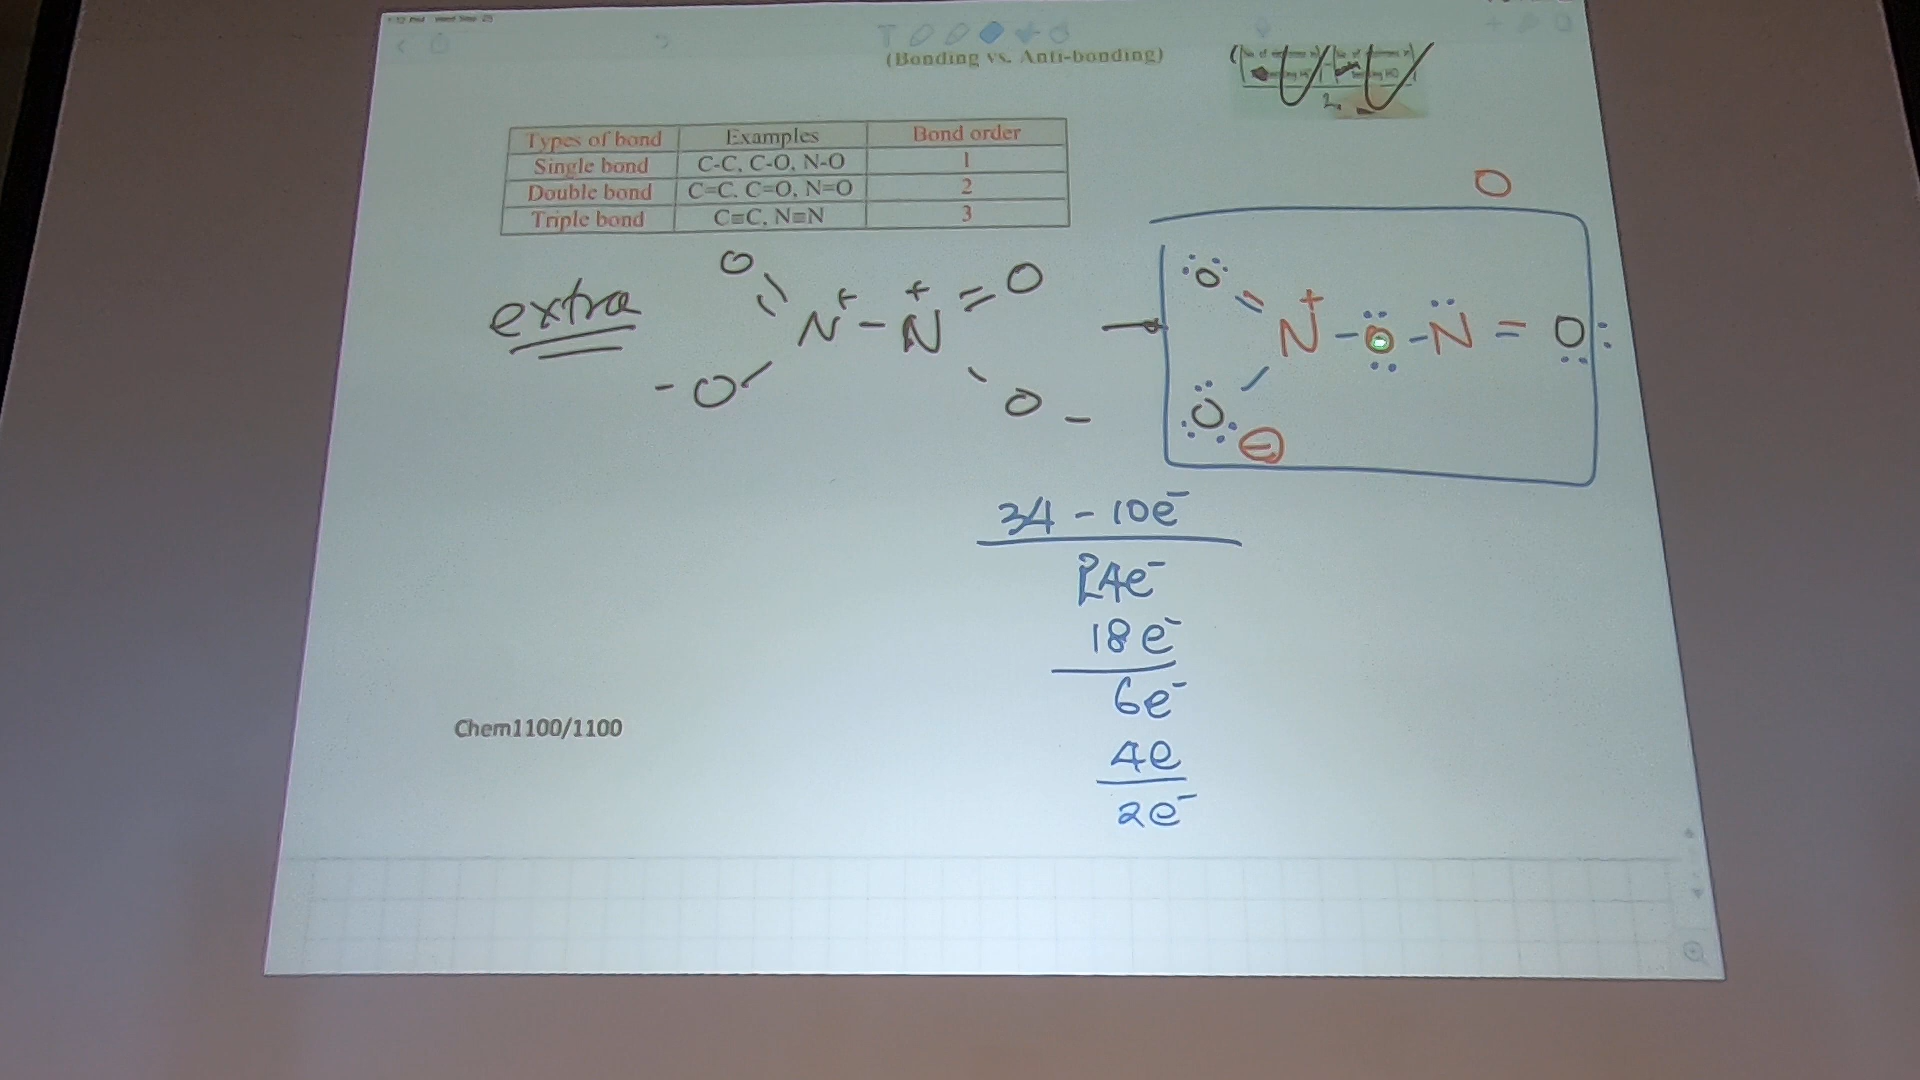 (Bonding vs. Anti-bonding)
2
Types of bond Examples Bond order
Single bond C-C, C-O, N-O 1
Double bond C=C, C=O, N=O 2
Triple bond C≡C, N≡N 3
extra
O O
N+ - N+ =
- O O -
O
O
= N+ - O - N = O
O ⊖
34 - 10e-
24e-
18e-
6e-
4e
2e-
Chem1100/1100